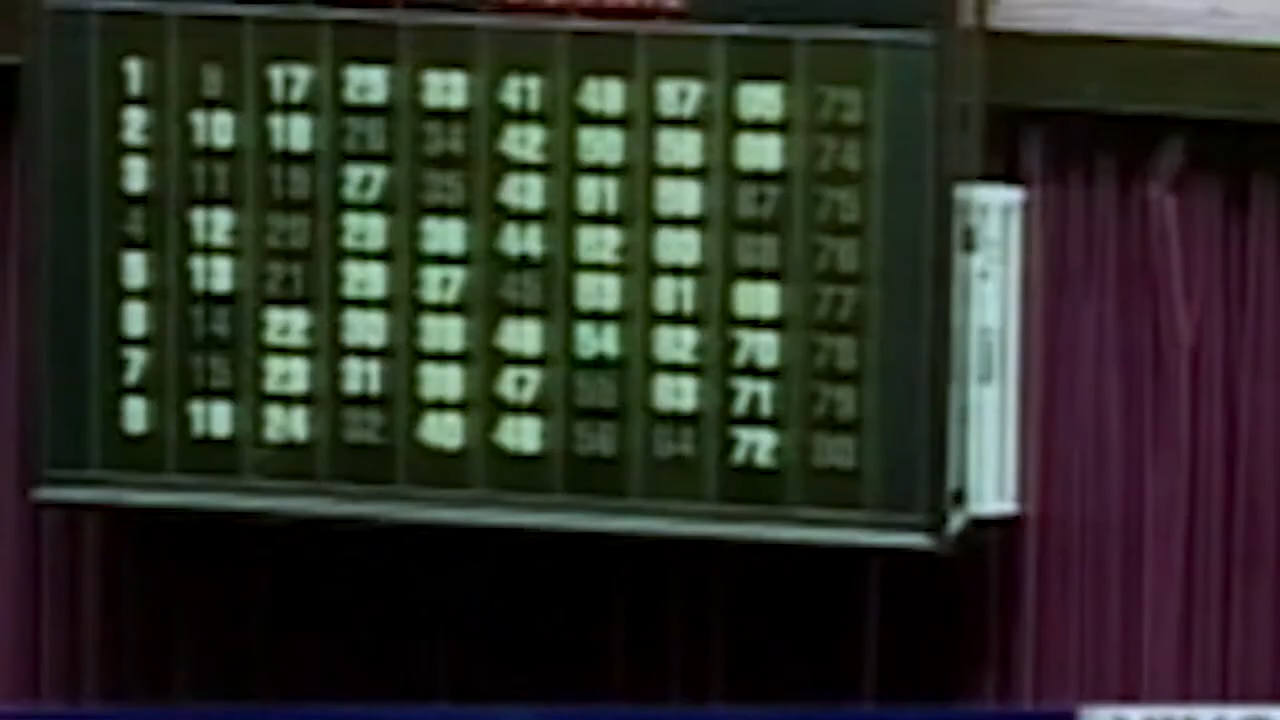 1 9 17 25 33 41 49 57 65 73
2 10 18 26 34 42 50 58 66 74
3 11 19 27 35 43 51 59 67 75
4 12 20 28 36 44 52 60 68 76
5 13 21 29 37 45 53 61 69 77
6 14 22 30 38 46 54 62 70 78
7 15 23 31 39 47 55 63 71 79
8 16 24 32 40 48 56 64 72 80